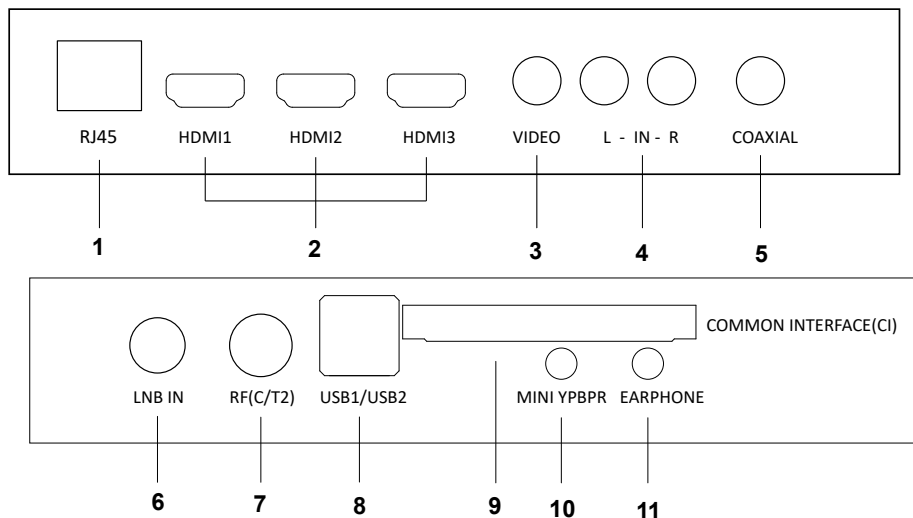 RJ45 HDMI1 HDMI2 HDMI3 VIDEO L - IN - R COAXIAL
1 2 3 4 5
COMMON INTERFACE(CI)
LNB IN RF(C/T2) USB1/USB2 MINI YPBPR EARPHONE
6 7 8 9 10 11